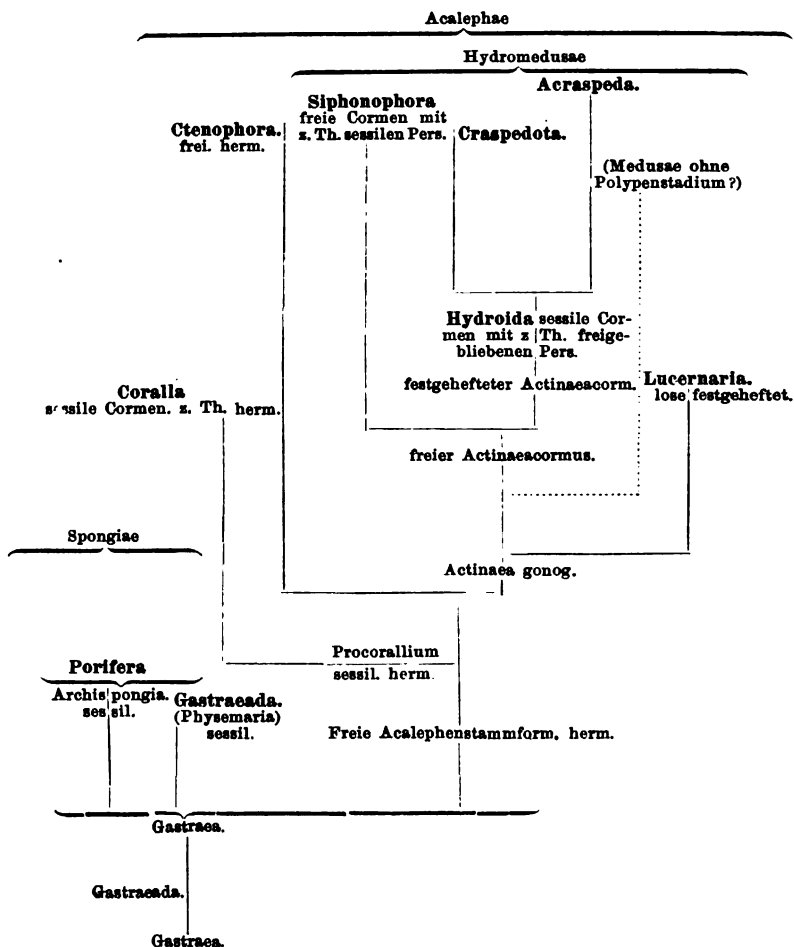 Acalephae
Hydromedusae
Acraspeda.
Siphonophora
freie Cormen mit
z. Th. sessilen Pers.
Ctenophora.
frei. herm.
Craspedota.
(Medusae ohne
Polypenstadium?)
Hydroida sessile Cor-
men mit z Th. freige-
bliebenen Pers.
festgehefteter Actinaeacorm.
Lucernaria.
lose festgeheftet.
Coralla
sessile Cormen. z. Th. herm.
freier Actinaeacormus.
Spongiae
Actinaea gonog.
Procorallium
sessil. herm
Porifera
Archispongia.
sessil.
Gastraeada.
(Physemaria)
sessil.
Freie Acalephenstammform. herm.
Gastraea.
Gastraeada.
Gastraea.